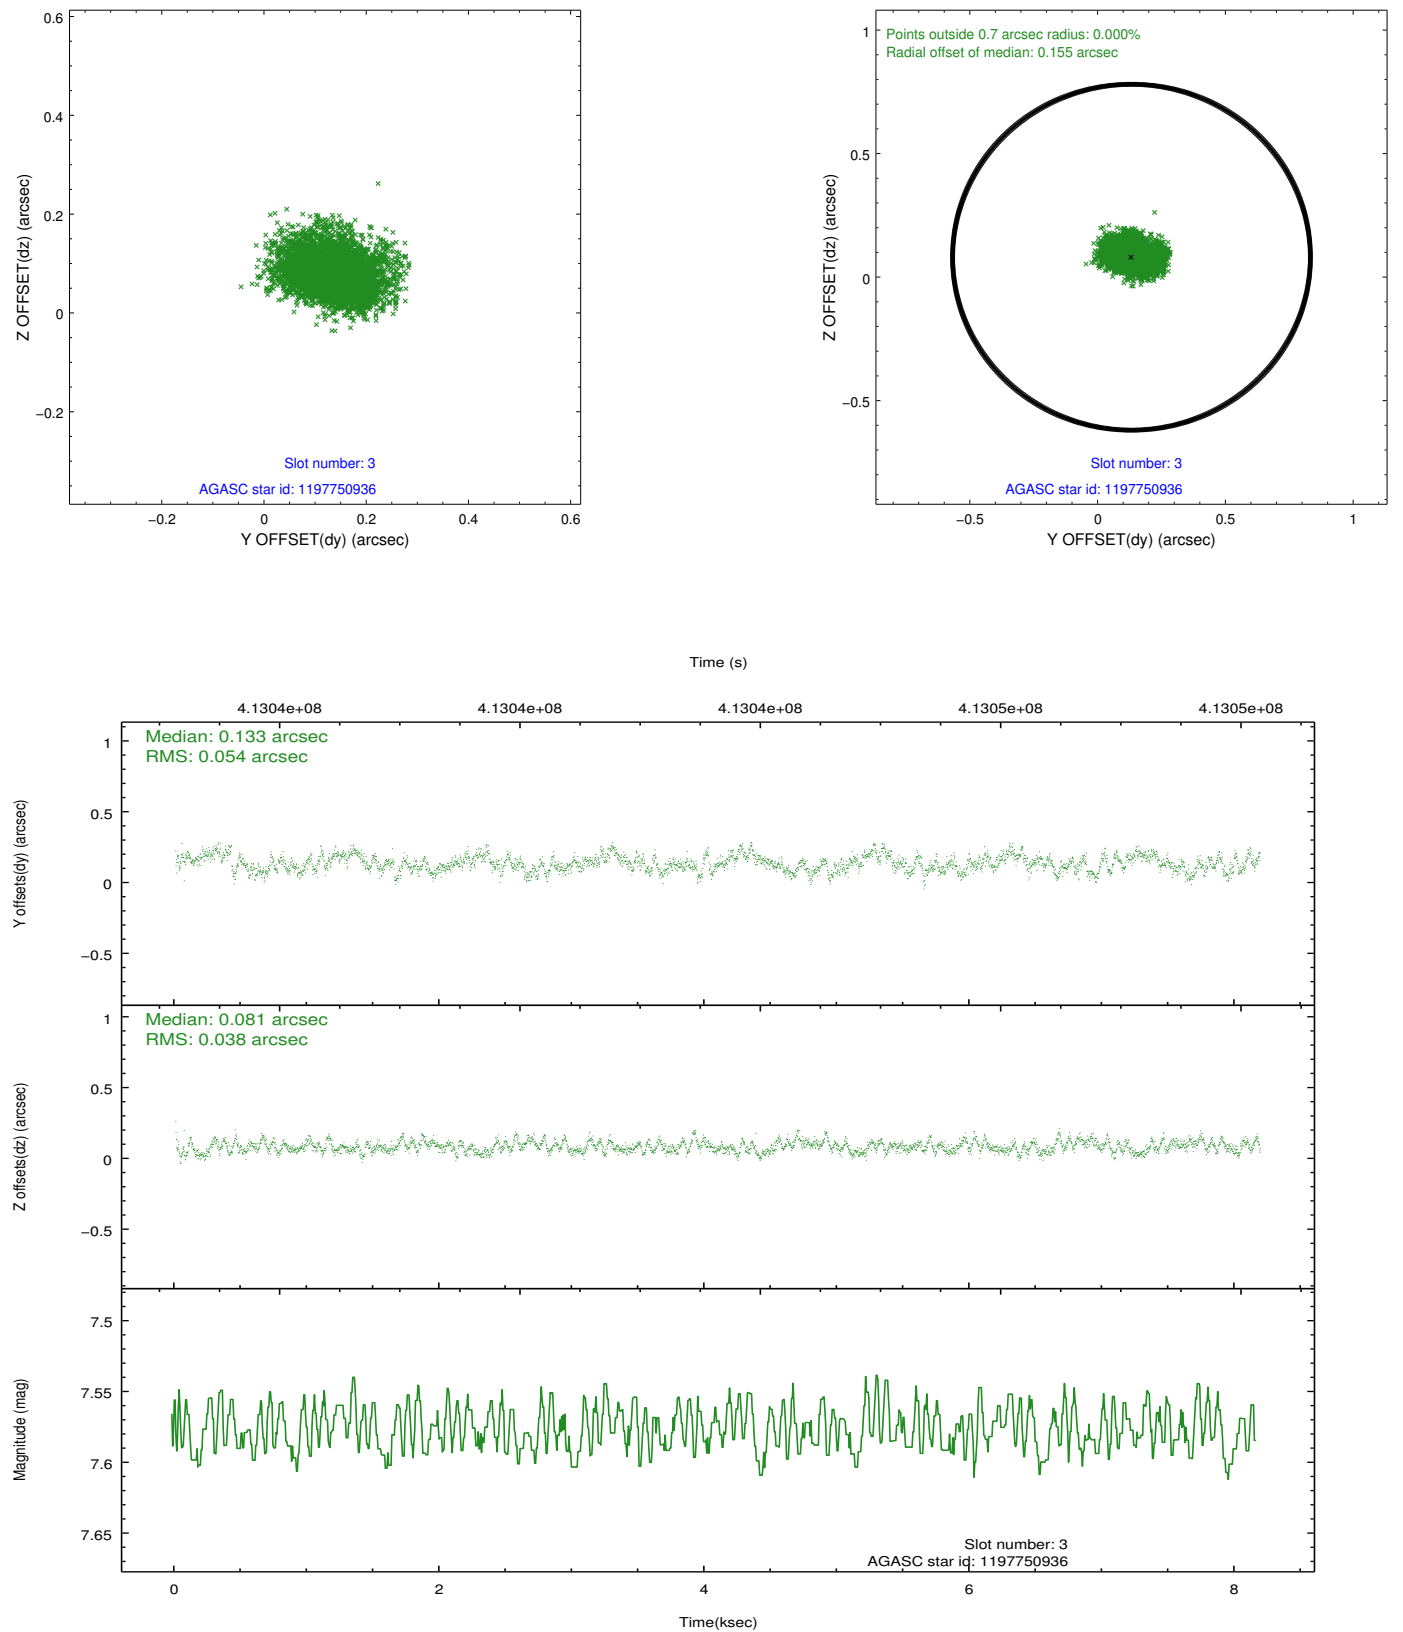 0.6
0.4
0.2
0
−0.2
Z OFFSET(dz) (arcsec)
Slot number: 3
AGASC star id: 1197750936
−0.2 0 0.2 0.4 0.6
Y OFFSET(dy) (arcsec)
Points outside 0.7 arcsec radius: 0.000%
Radial offset of median: 0.155 arcsec
1
0.5
0
−0.5
Z OFFSET(dz) (arcsec)
Slot number: 3
AGASC star id: 1197750936
−0.5 0 0.5 1
Y OFFSET(dy) (arcsec)
Time (s)
4.1304e+08 4.1304e+08 4.1304e+08 4.1305e+08 4.1305e+08
Median: 0.133 arcsec
RMS: 0.054 arcsec
1
0.5
0
−0.5
Y offsets(dy) (arcsec)
Median: 0.081 arcsec
RMS: 0.038 arcsec
1
0.5
0
−0.5
Z offsets(dz) (arcsec)
7.5
7.55
7.6
7.65
Magnitude (mag)
Slot number: 3
AGASC star id: 1197750936
0 2 4 6 8
Time(ksec)